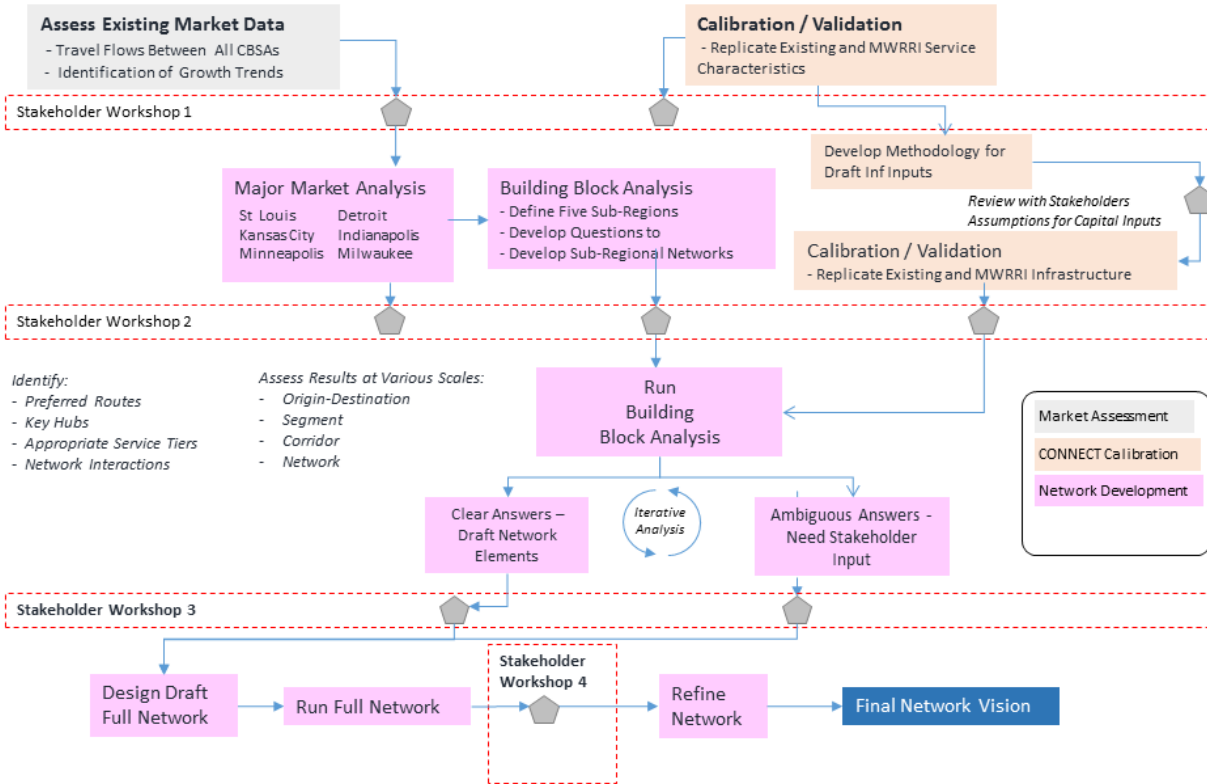 Assess Existing Market Data
- Travel Flows Between All CBSAs
- Identification of Growth Trends
Calibration / Validation
- Replicate Existing and MWRRI Service
Characteristics
Stakeholder Workshop 1
Develop Methodology for
Draft Inf Inputs
Major Market Analysis
St Louis Detroit
Kansas City Indianapolis
Minneapolis Milwaukee
Building Block Analysis
- Define Five Sub-Regions
- Develop Questions to
- Develop Sub-Regional Networks
Review with Stakeholders
Assumptions for Capital Inputs
Calibration / Validation
- Replicate Existing and MWRRI Infrastructure
Stakeholder Workshop 2
Identify:
- Preferred Routes
- Key Hubs
- Appropriate Service Tiers
- Network Interactions
Assess Results at Various Scales:
- Origin-Destination
- Segment
- Corridor
- Network
Run
Building
Block Analysis
Market Assessment
CONNECT Calibration
Network Development
Clear Answers –
Draft Network
Elements
Iterative
Analysis
Ambiguous Answers -
Need Stakeholder
Input
Stakeholder Workshop 3
Design Draft
Full Network
Run Full Network
Stakeholder
Workshop 4
Refine
Network
Final Network Vision